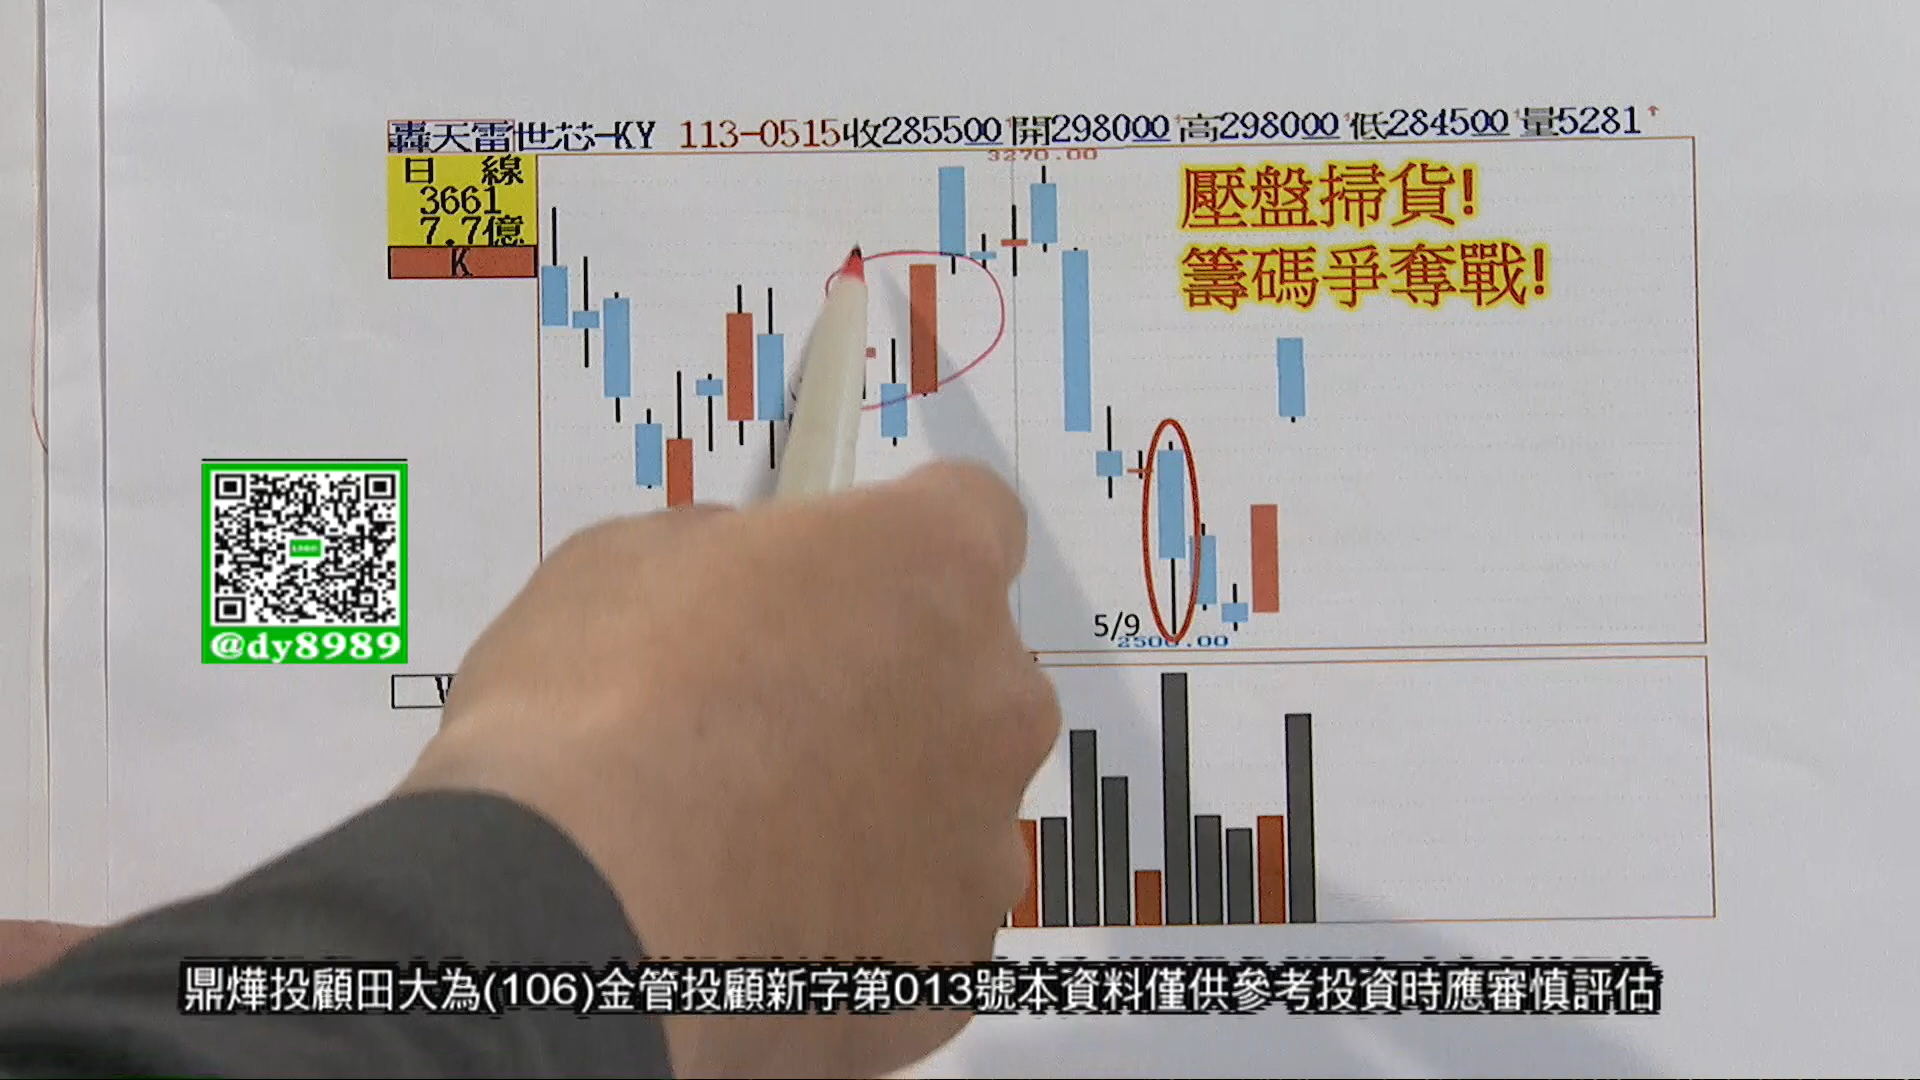 轟天雷世芯-KY 113-0515收285500開298000高298000低284500量5281
日 線
3661
7.7億
K
3270.00
壓盤掃貨!
籌碼爭奪戰!
5/9
2500.00
@dy8989
鼎燁投顧田大為(106)金管投顧新字第013號本資料僅供參考投資時應審慎評估